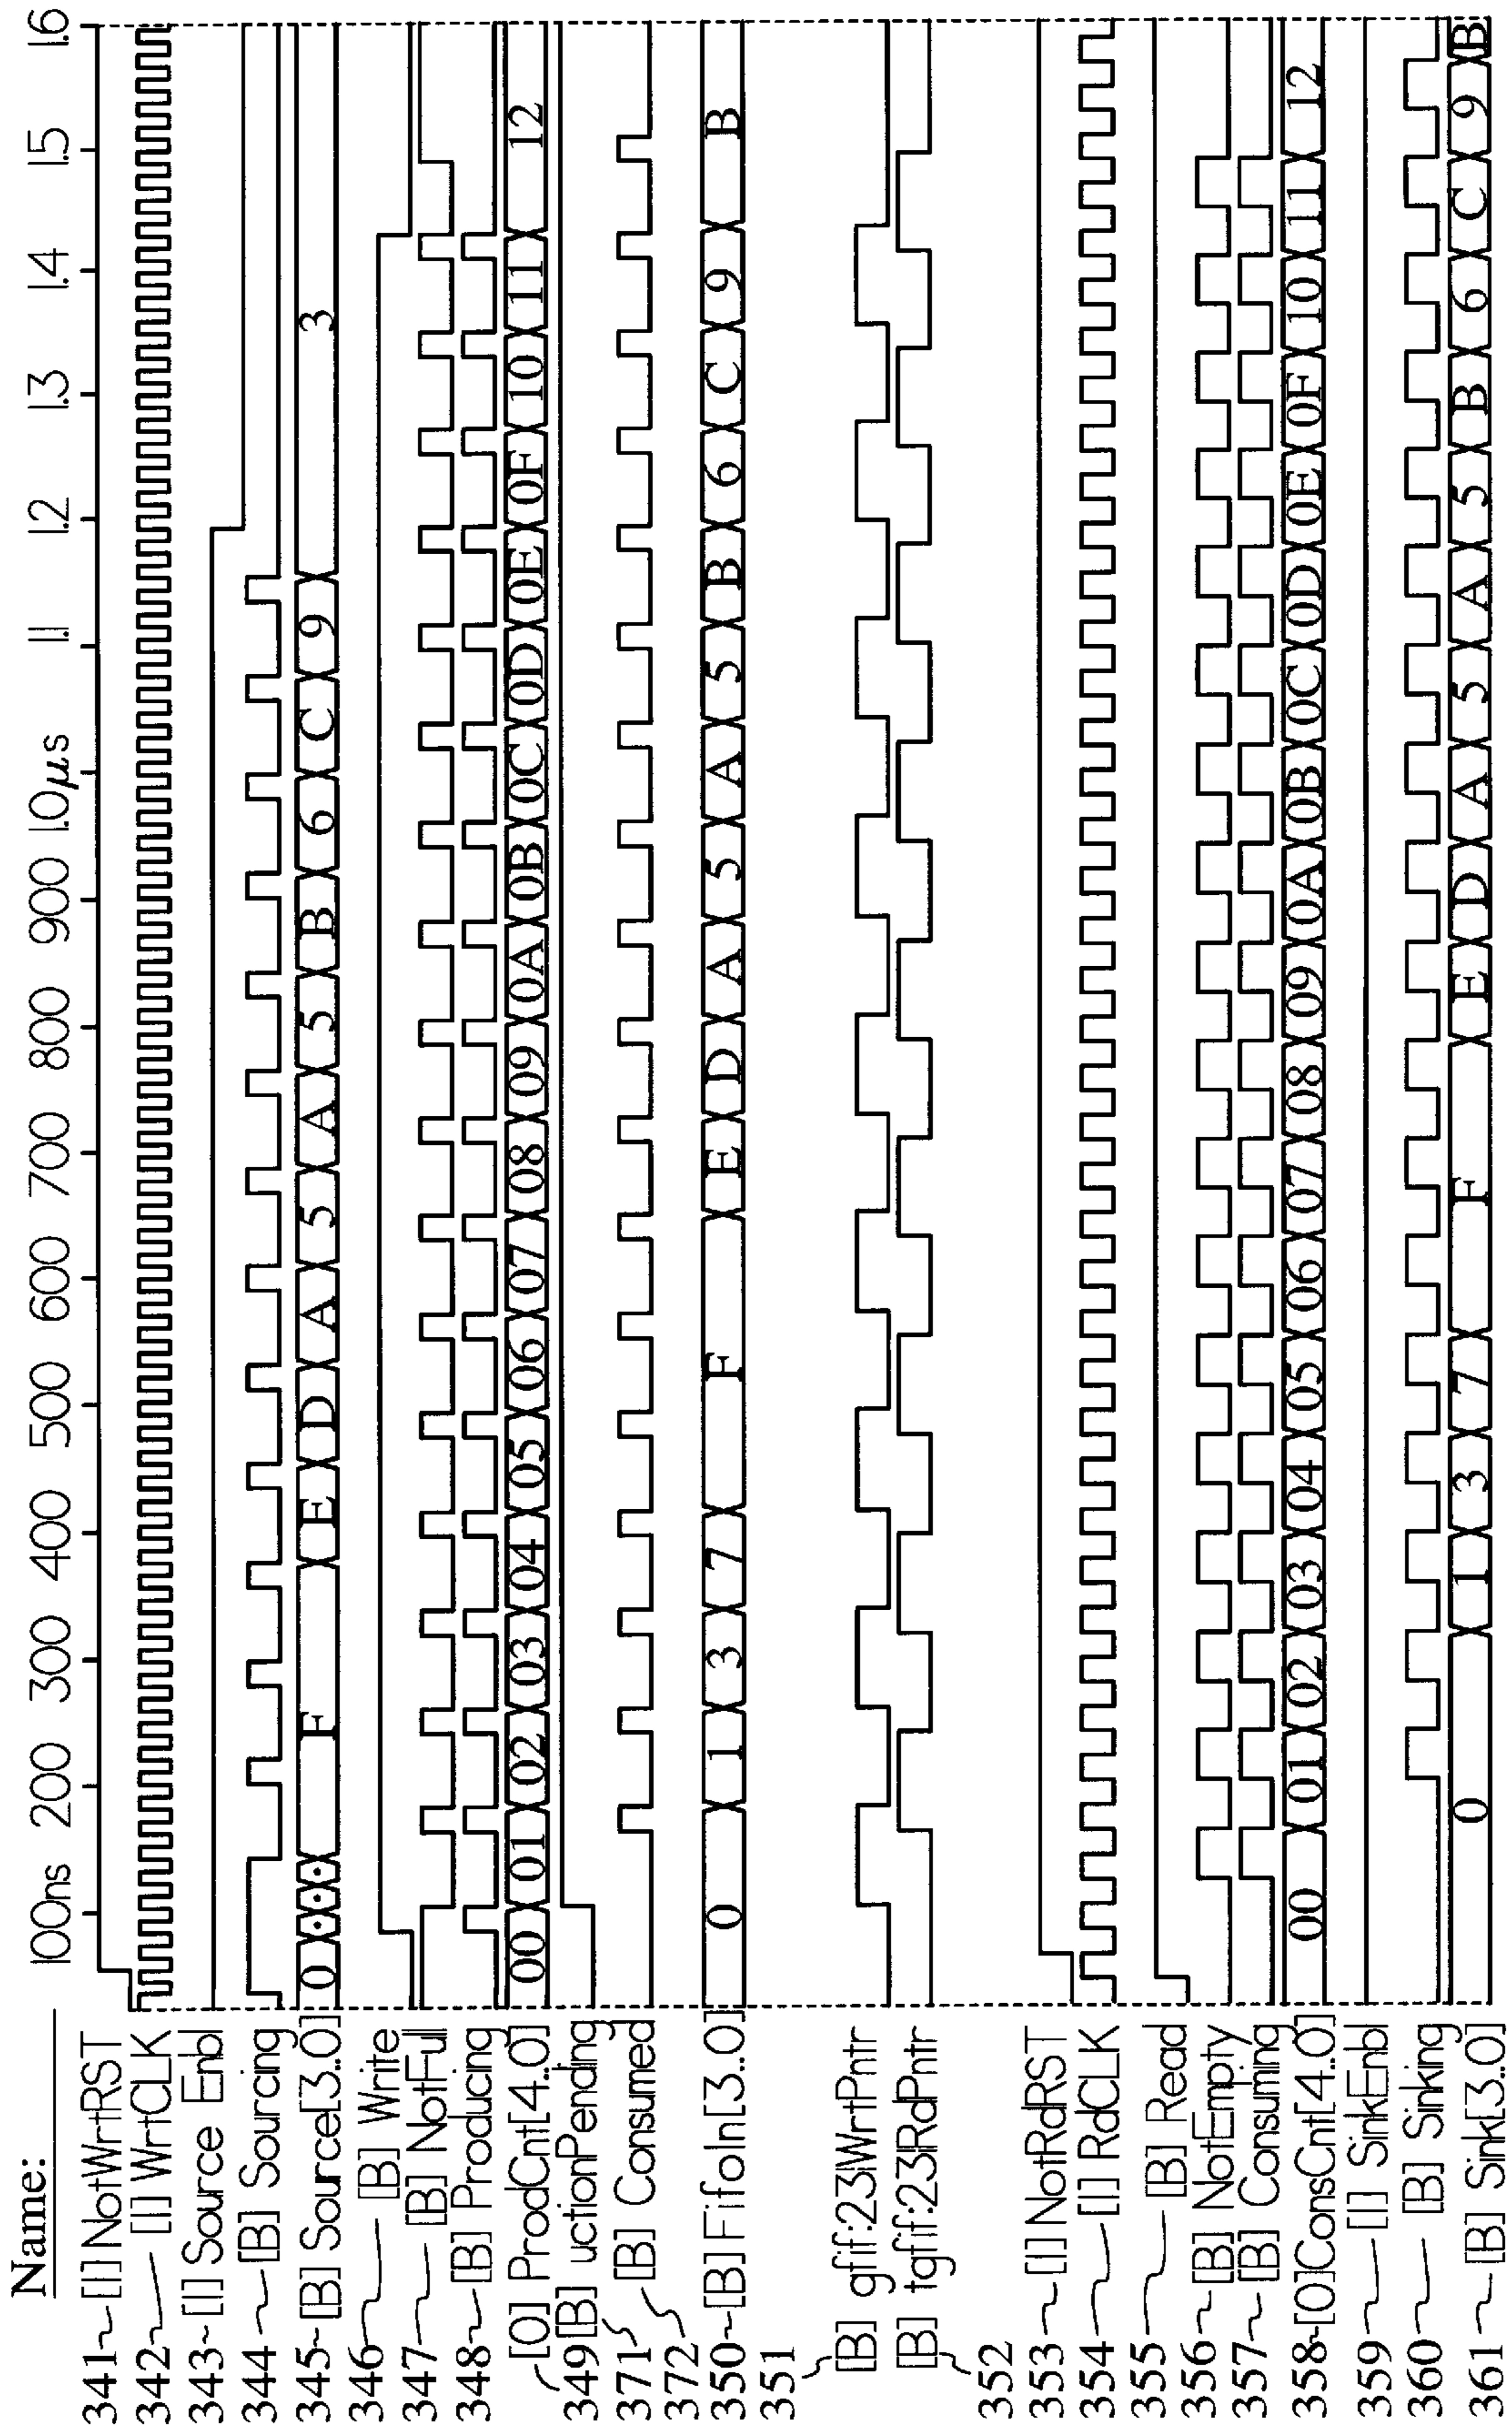 Name: 100ns 200 300 400 500 600 700 800 900 1.0μs 1.1 1.2 1.3 1.4 1.5 1.6
341 [I] NotWrtRST
342 [I] WrtCLK
343 [I] Source Enbl
344 [B] Sourcing
345 [B] Source[3..0] 0 F E D A 5 A 5 B 6 C 9 3
346 [B] Write
347 [B] NotFull
348 [B] Producing
349 [O] ProdCnt[4..0] 00 01 02 03 04 05 06 07 08 09 0A 0B 0C 0D 0E 0F 10 11 12
371 [B] uctionPending
372 [B] Consumed
350 [B] FifoIn[3..0] 0 1 3 7 F E D A 5 A 5 B 6 C 9 B
351 [B] gfif:23|WrtPntr
352 [B] tgfif:23|RdPntr
353 [I] NotRdRST
354 [I] RdCLK
355 [B] Read
356 [B] NotEmpty
357 [B] Consuming
358 [O]ConsCnt[4..0] 00 01 02 03 04 05 06 07 08 09 0A 0B 0C 0D 0E 0F 10 11 12
359 [I] SinkEnbl
360 [B] Sinking
361 [B] Sink[3..0] 0 1 3 7 F E D A 5 A 5 B 6 C 9 B